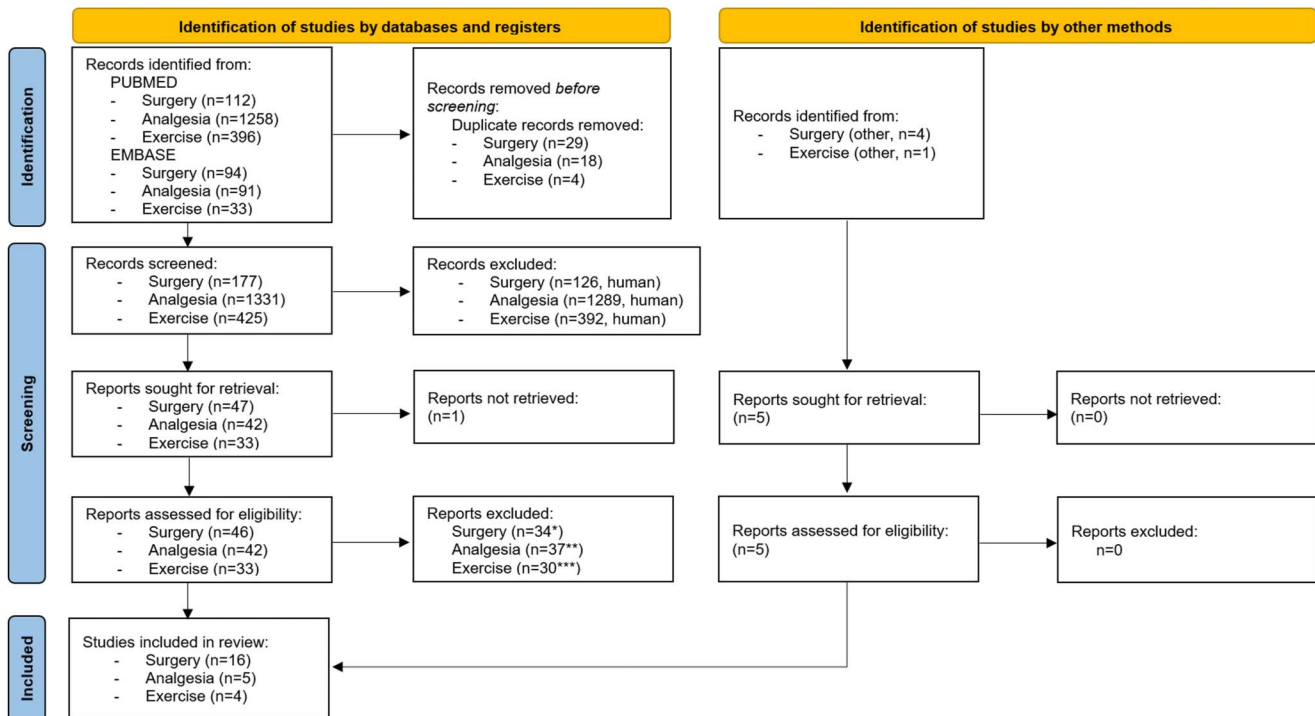 Identification of studies by databases and registers
Identification of studies by other methods
Identification
Records identified from:
PUBMED
- Surgery (n=112)
- Analgesia (n=1258)
- Exercise (n=396)
EMBASE
- Surgery (n=94)
- Analgesia (n=91)
- Exercise (n=33)
Records removed before
screening:
Duplicate records removed:
- Surgery (n=29)
- Analgesia (n=18)
- Exercise (n=4)
Records identified from:
- Surgery (other, n=4)
- Exercise (other, n=1)
Screening
Records screened:
- Surgery (n=177)
- Analgesia (n=1331)
- Exercise (n=425)
Records excluded:
- Surgery (n=126, human)
- Analgesia (n=1289, human)
- Exercise (n=392, human)
Reports sought for retrieval:
- Surgery (n=47)
- Analgesia (n=42)
- Exercise (n=33)
Reports not retrieved:
(n=1)
Reports sought for retrieval:
(n=5)
Reports not retrieved:
(n=0)
Reports assessed for eligibility:
- Surgery (n=46)
- Analgesia (n=42)
- Exercise (n=33)
Reports excluded:
Surgery (n=34*)
Analgesia (n=37**)
Exercise (n=30***)
Reports assessed for eligibility:
(n=5)
Reports excluded:
n=0
Included
Studies included in review:
- Surgery (n=16)
- Analgesia (n=5)
- Exercise (n=4)